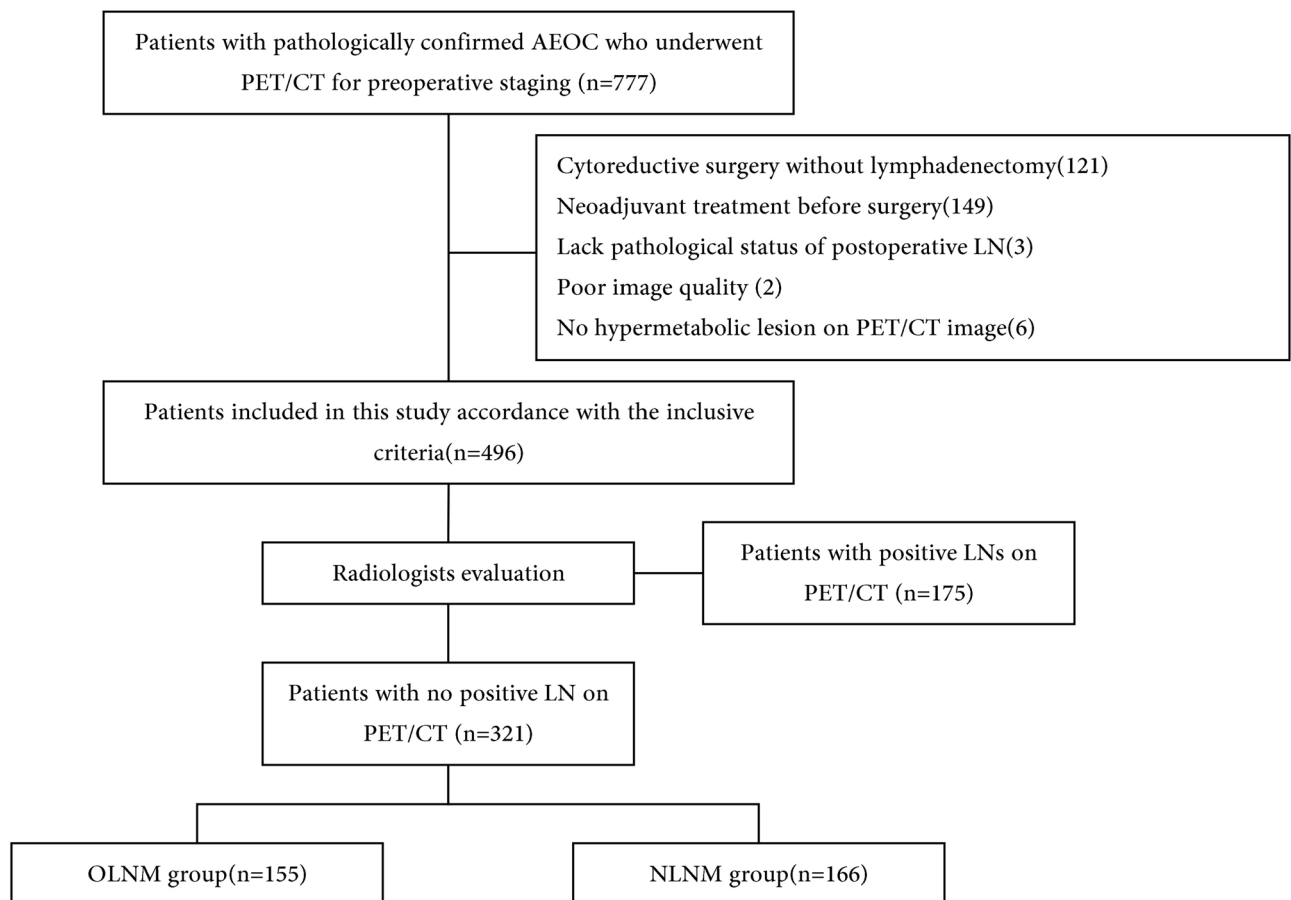 Patients with pathologically confirmed AEOC who underwent
PET/CT for preoperative staging (n=777)
Cytoreductive surgery without lymphadenectomy(121)
Neoadjuvant treatment before surgery(149)
Lack pathological status of postoperative LN(3)
Poor image quality (2)
No hypermetabolic lesion on PET/CT image(6)
Patients included in this study accordance with the inclusive
criteria(n=496)
Radiologists evaluation
Patients with positive LNs on
PET/CT (n=175)
Patients with no positive LN on
PET/CT (n=321)
OLNM group(n=155)
NLNM group(n=166)